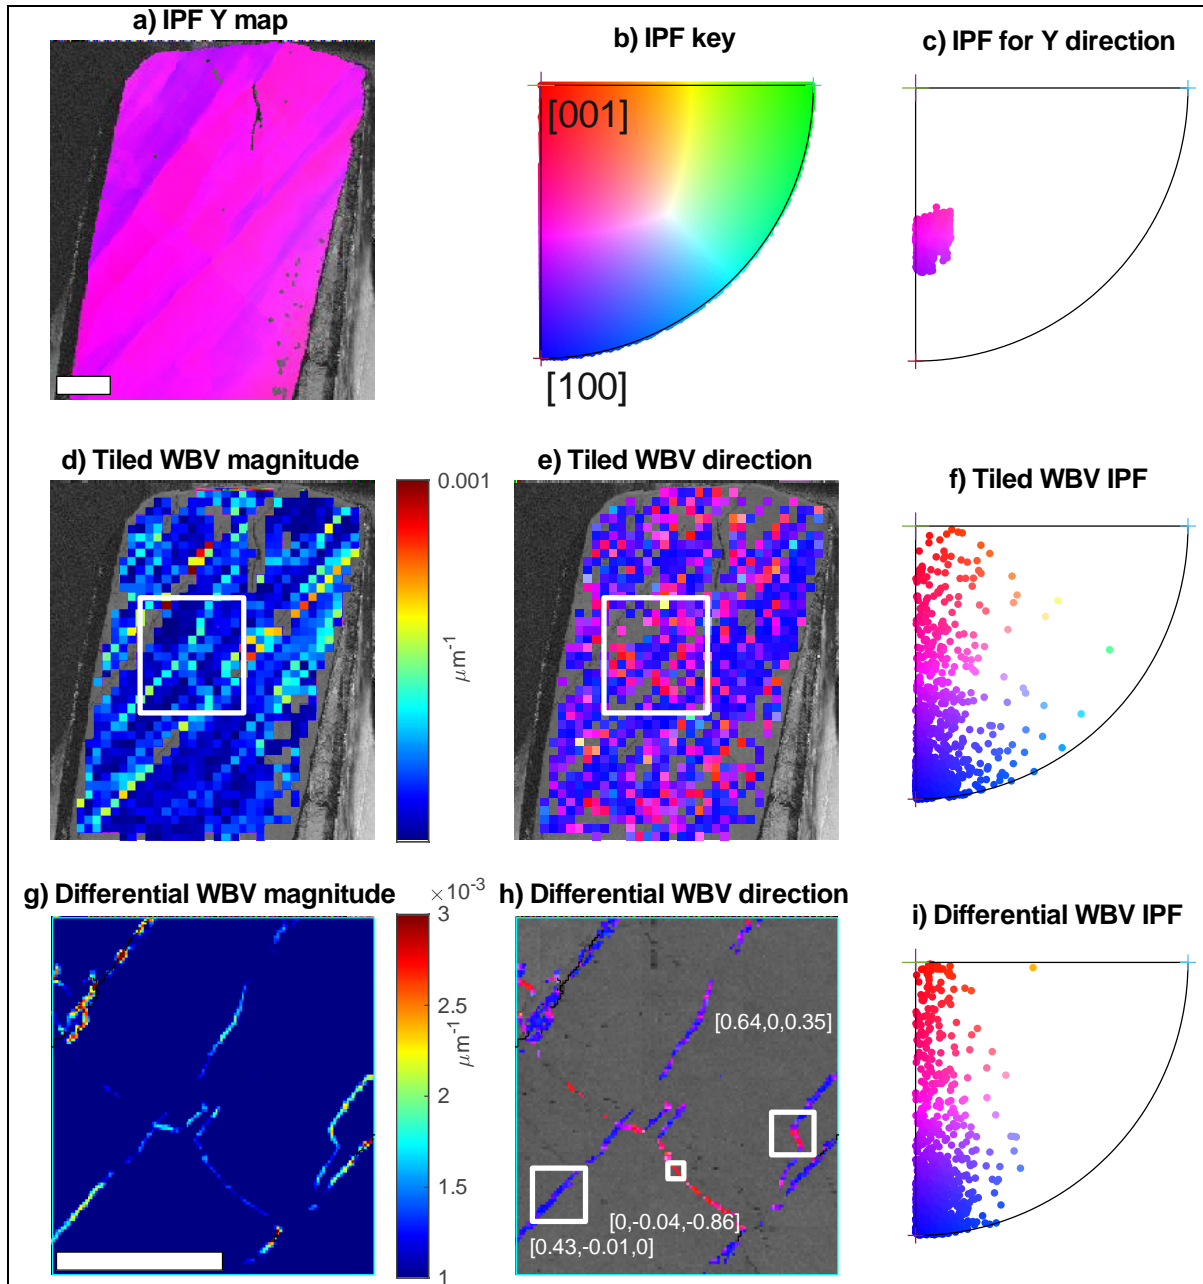 a) IPF Y map
b) IPF key
c) IPF for Y direction
[001]
[100]
d) Tiled WBV magnitude
e) Tiled WBV direction
f) Tiled WBV IPF
0.001
μm⁻¹
g) Differential WBV magnitude
h) Differential WBV direction
i) Differential WBV IPF
×10⁻³
3
2.5
μm⁻¹
2
1.5
1
[0.64,0,0.35]
[0,-0.04,-0.86]
[0.43,-0.01,0]